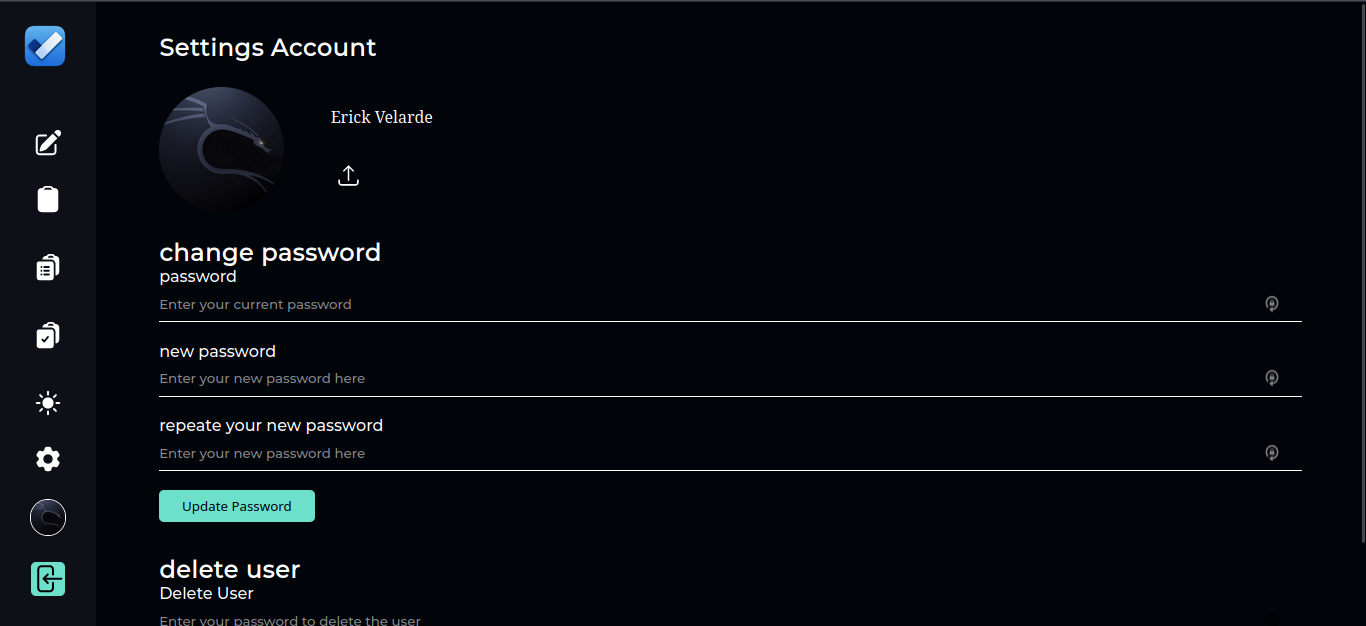 Settings Account
Erick Velarde
change password
password
Enter your current password
new password
Enter your new password here
repeate your new password
Enter your new password here
Update Password
delete user
Delete User
Enter your password to delete the user